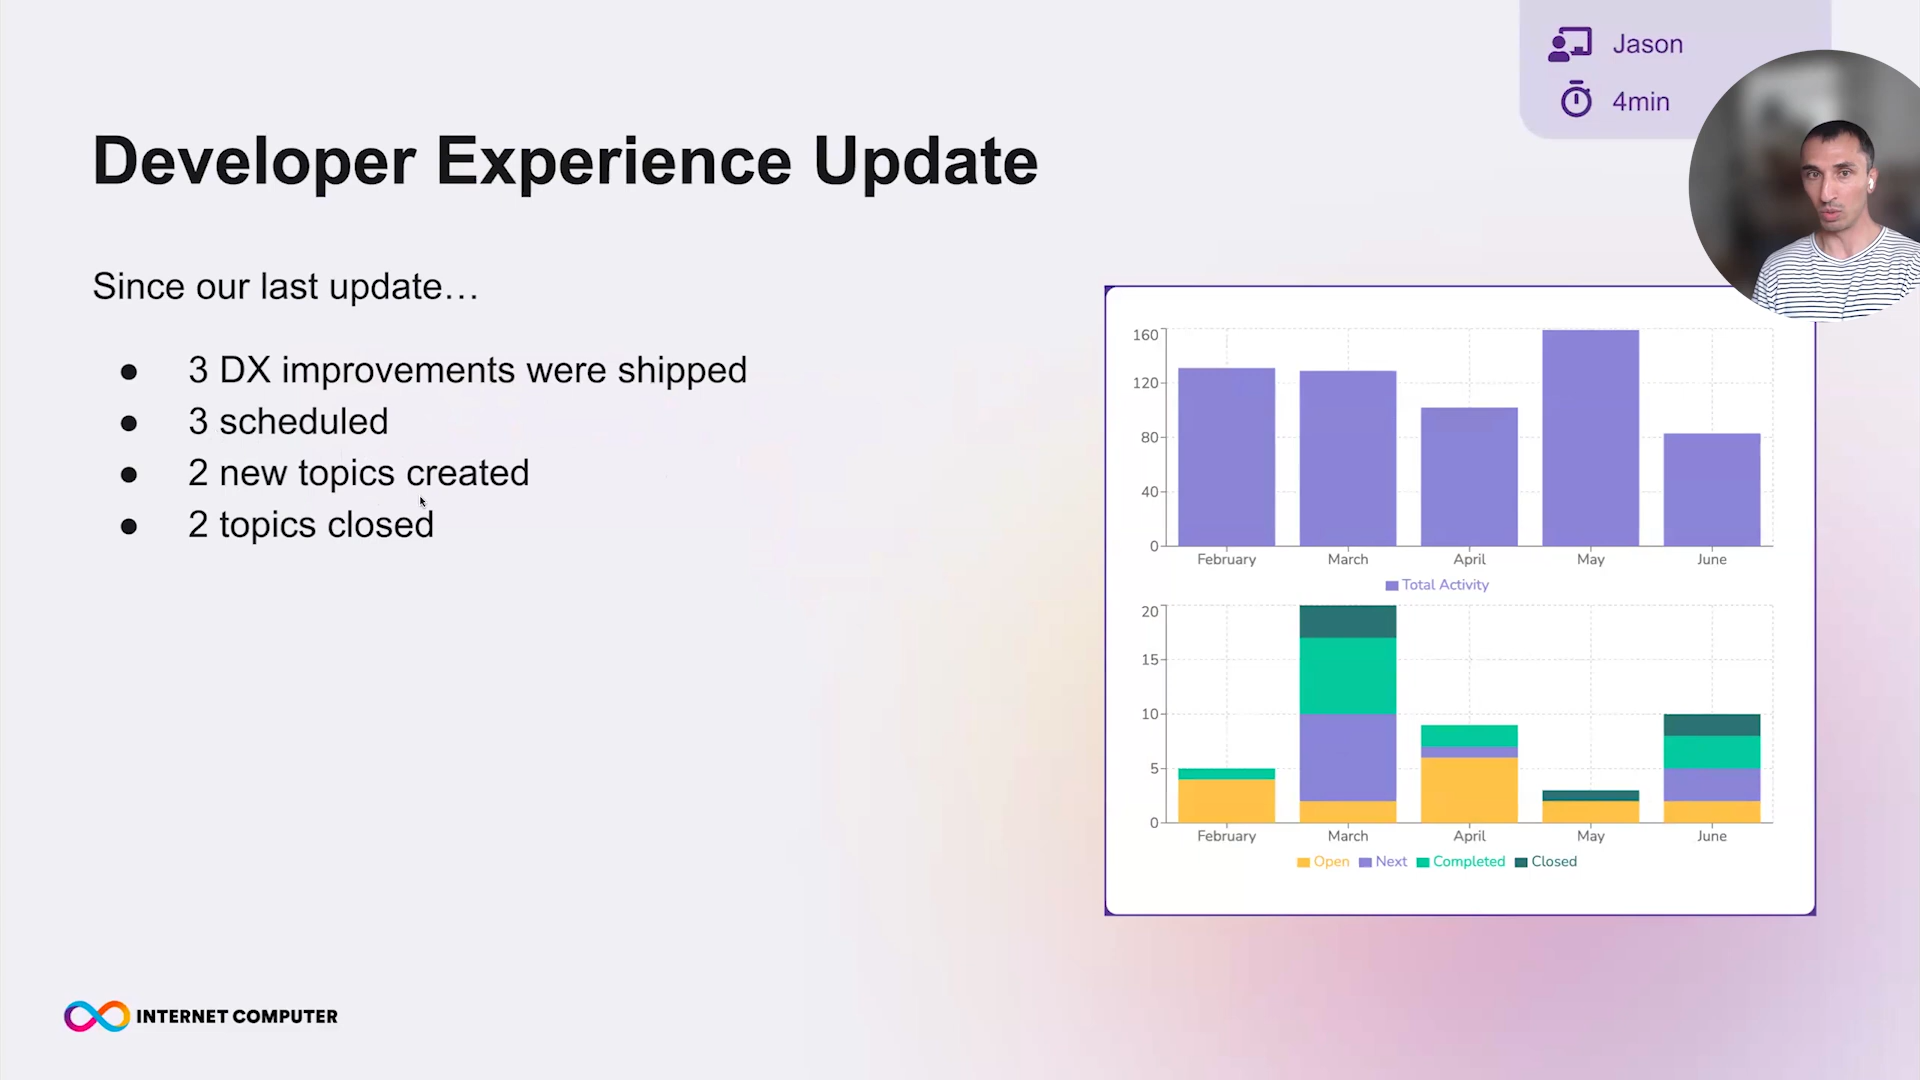 Jason
4min
Developer Experience Update
Since our last update…
● 3 DX improvements were shipped
● 3 scheduled
● 2 new topics created
● 2 topics closed
160
120
80
40
0
February March April May June
Total Activity
20
15
10
5
0
February March April May June
Open Next Completed Closed
INTERNET COMPUTER